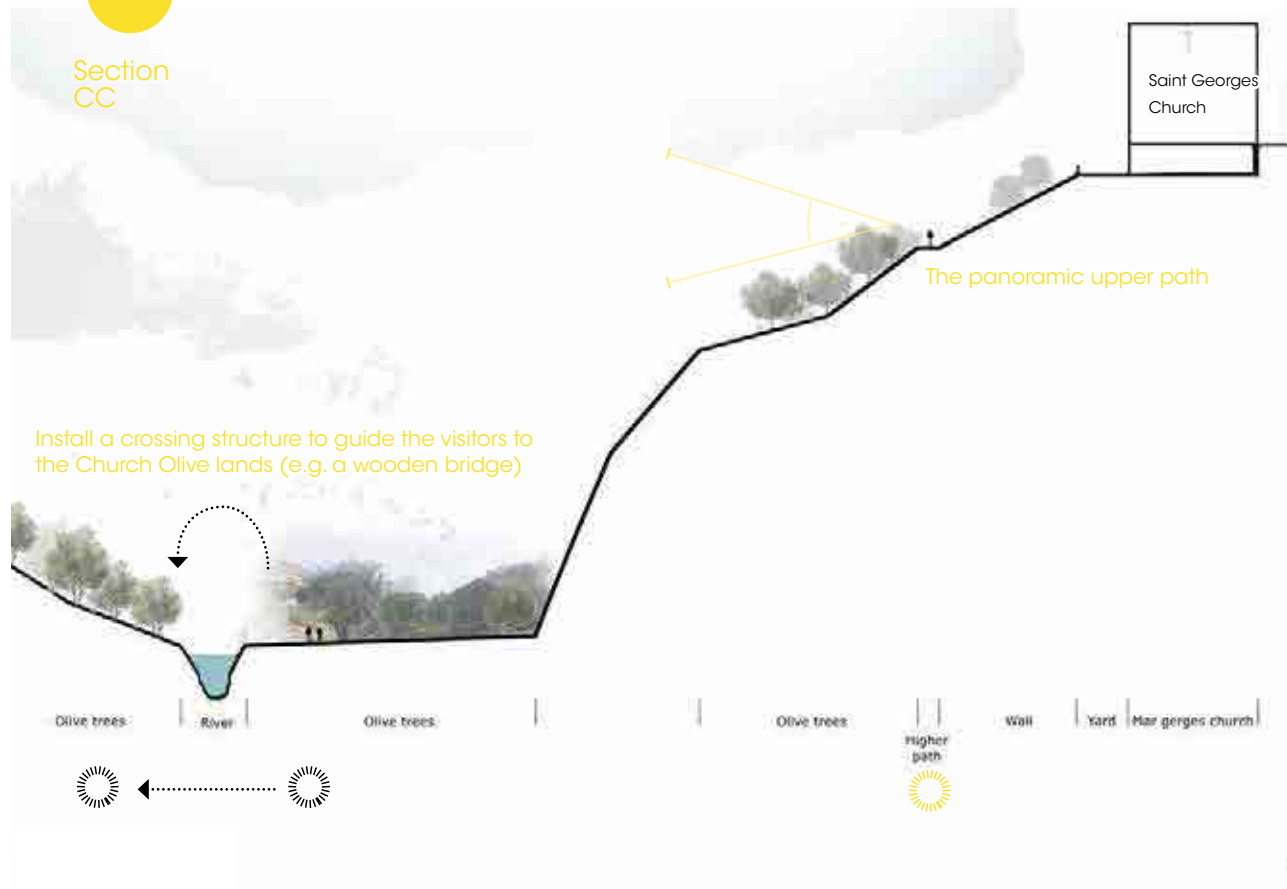 Section
CC
Saint Georges
Church
The panoramic upper path
Install a crossing structure to guide the visitors to
the Church Olive lands (e.g. a wooden bridge)
Olive trees
River
Olive trees
Olive trees
Higher
path
Wall
Yard
Mar gerges church